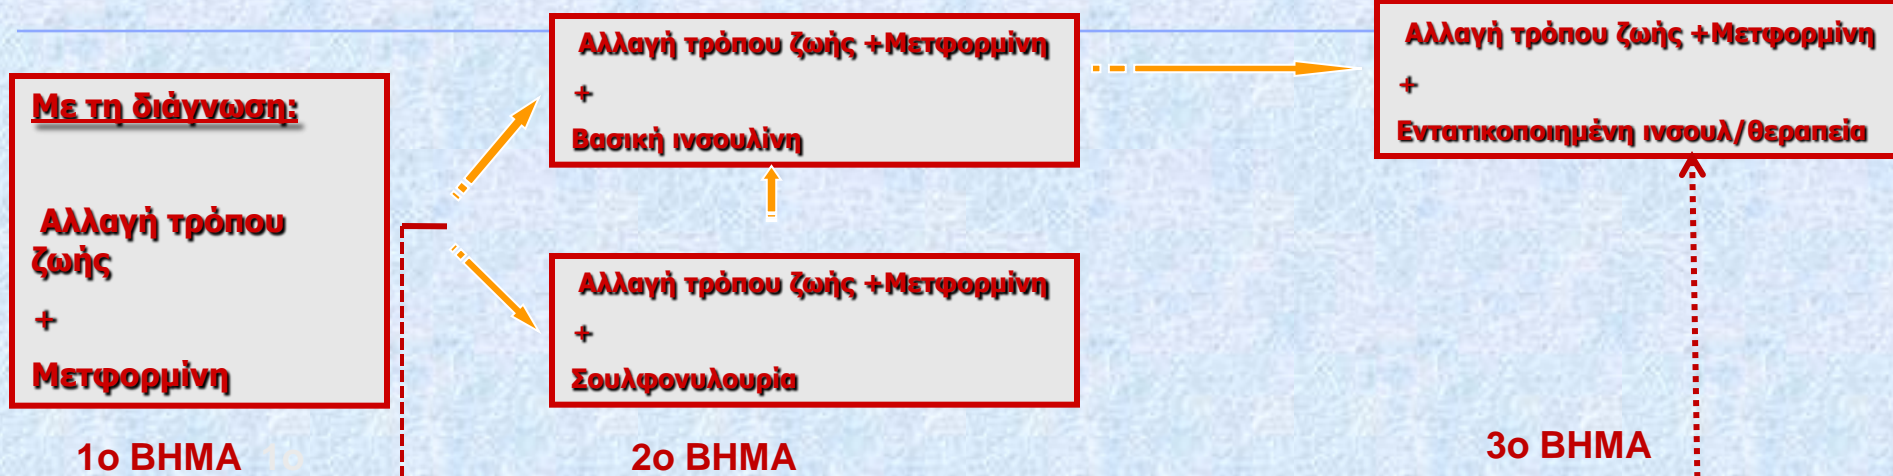 Με τη διάγνωση:
Αλλαγή τρόπου
ζωής
+
Μετφορμίνη
1ο ΒΗΜΑ 1ο
Αλλαγή τρόπου ζωής +Μετφορμίνη
+
Βασική ινσουλίνη
Αλλαγή τρόπου ζωής +Μετφορμίνη
+
Σουλφονυλουρία
2ο ΒΗΜΑ
Αλλαγή τρόπου ζωής +Μετφορμίνη
+
Εντατικοποιημένη ινσουλ/θεραπεία
3ο ΒΗΜΑ